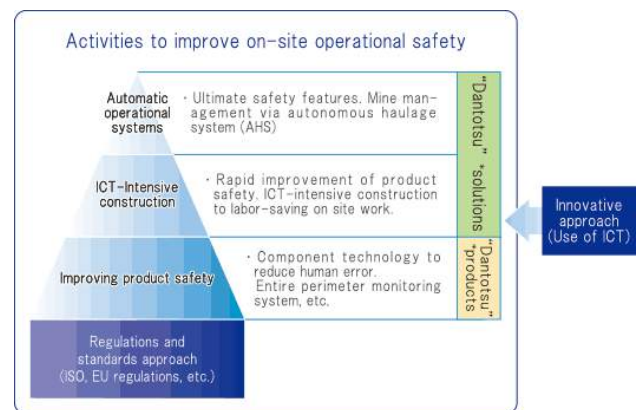 Activities to improve on-site operational safety
Automatic
operational
systems
・Ultimate safety features. Mine man-
agement via autonomous haulage
system (AHS)
ICT-Intensive
construction
・Rapid improvement of product
safety. ICT-intensive construction
to labor-saving on site work.
Improving product safety
・Component technology to
reduce human error.
Entire perimeter monitoring
system, etc.
Regulations and
standards approach
(ISO, EU regulations, etc.)
"Dantotsu"
*solutions
"Dantotsu"
*products
Innovative
approach
(Use of ICT)